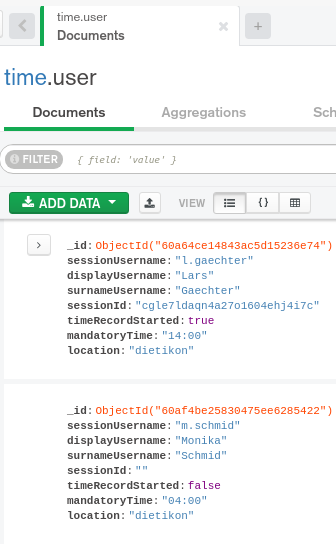 time.user
Documents
+
time.user
Documents Aggregations Sch
FILTER { field: 'value' }
ADD DATA VIEW {}
_id:ObjectId("60a64ce14843ac5d15236e74")
sessionUsername:"l.gaechter"
displayUsername:"Lars"
surnameUsername:"Gaechter"
sessionId:"cgle7ldaqn4a27o1604ehj4i7c"
timeRecordStarted:true
mandatoryTime:"14:00"
location:"dietikon"
_id:ObjectId("60af4be25830475ee6285422")
sessionUsername:"m.schmid"
displayUsername:"Monika"
surnameUsername:"Schmid"
sessionId:""
timeRecordStarted:false
mandatoryTime:"04:00"
location:"dietikon"